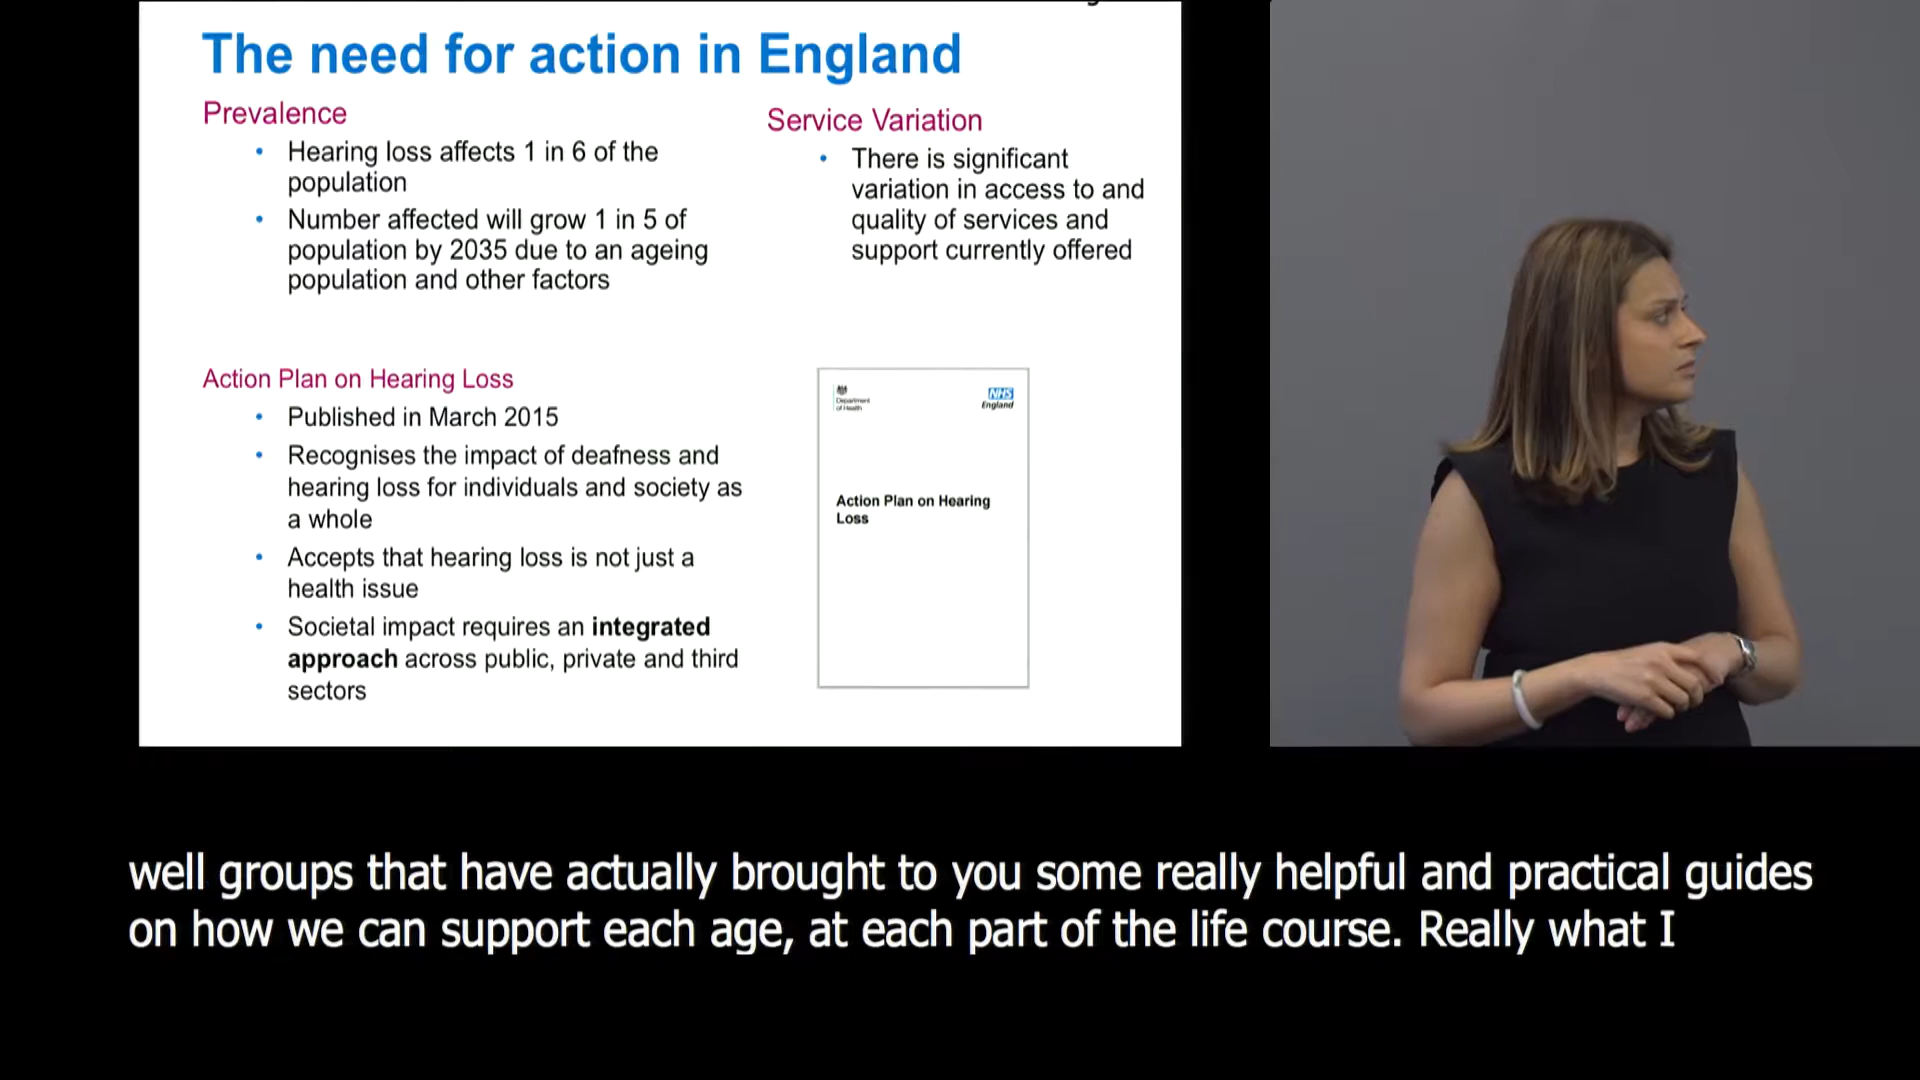 The need for action in England
Prevalence
• Hearing loss affects 1 in 6 of the
population
• Number affected will grow 1 in 5 of
population by 2035 due to an ageing
population and other factors
Service Variation
• There is significant
variation in access to and
quality of services and
support currently offered
Action Plan on Hearing Loss
• Published in March 2015
• Recognises the impact of deafness and
hearing loss for individuals and society as
a whole
• Accepts that hearing loss is not just a
health issue
• Societal impact requires an integrated
approach across public, private and third
sectors
Department
of Health
NHS
England
Action Plan on Hearing
Loss
well groups that have actually brought to you some really helpful and practical guides
on how we can support each age, at each part of the life course. Really what I